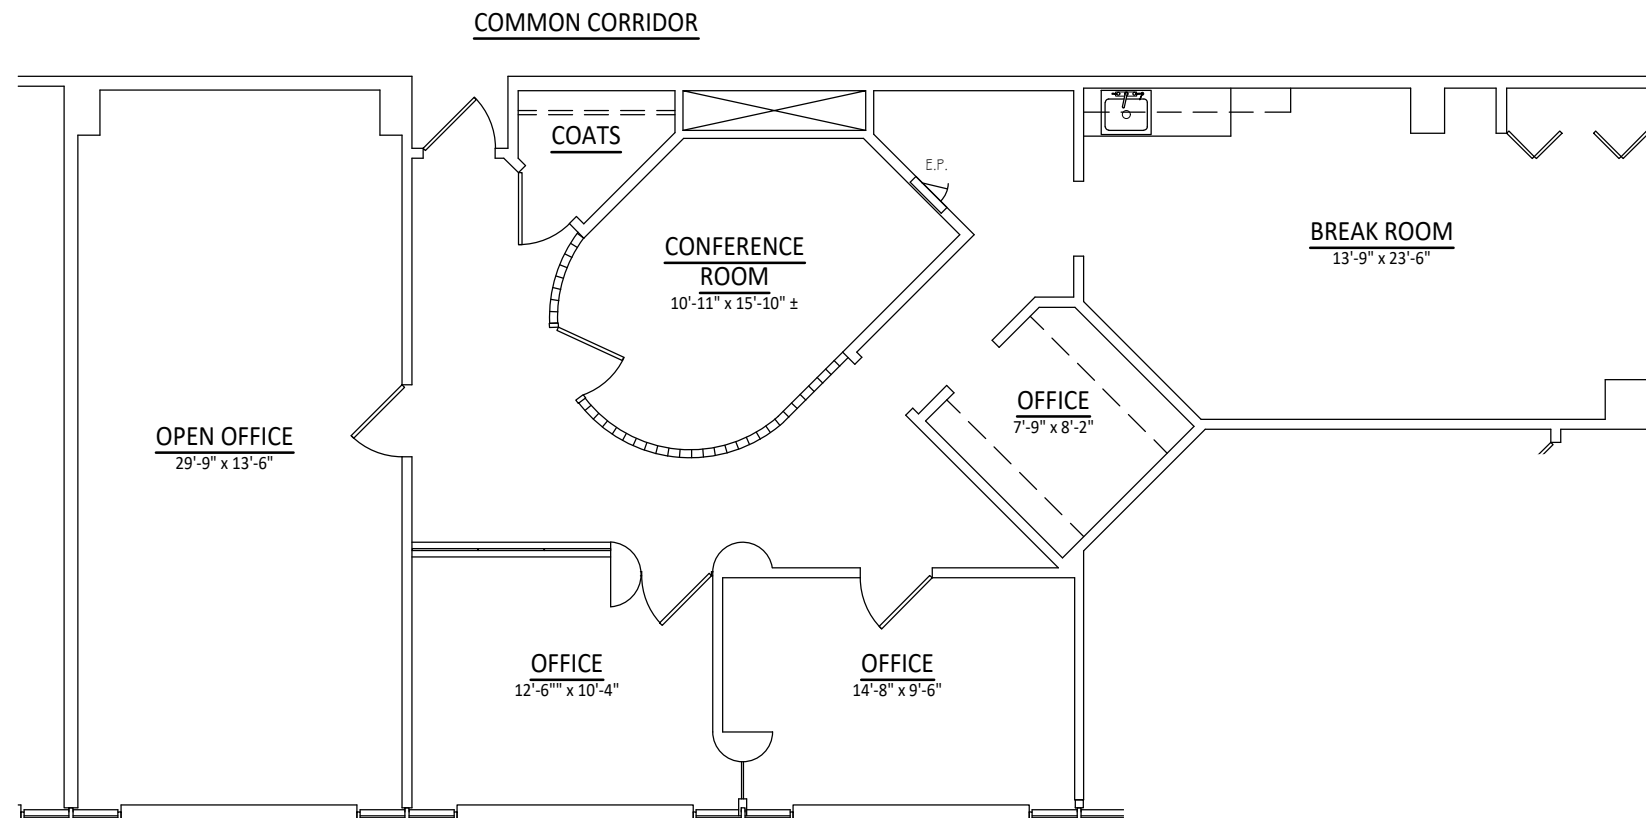 COMMON CORRIDOR
COATS
E.P.
CONFERENCE
ROOM
10'-11" x 15'-10" ±
BREAK ROOM
13'-9" x 23'-6"
OFFICE
7'-9" x 8'-2"
OPEN OFFICE
29'-9" x 13'-6"
OFFICE
12'-6"" x 10'-4"
OFFICE
14'-8" x 9'-6"